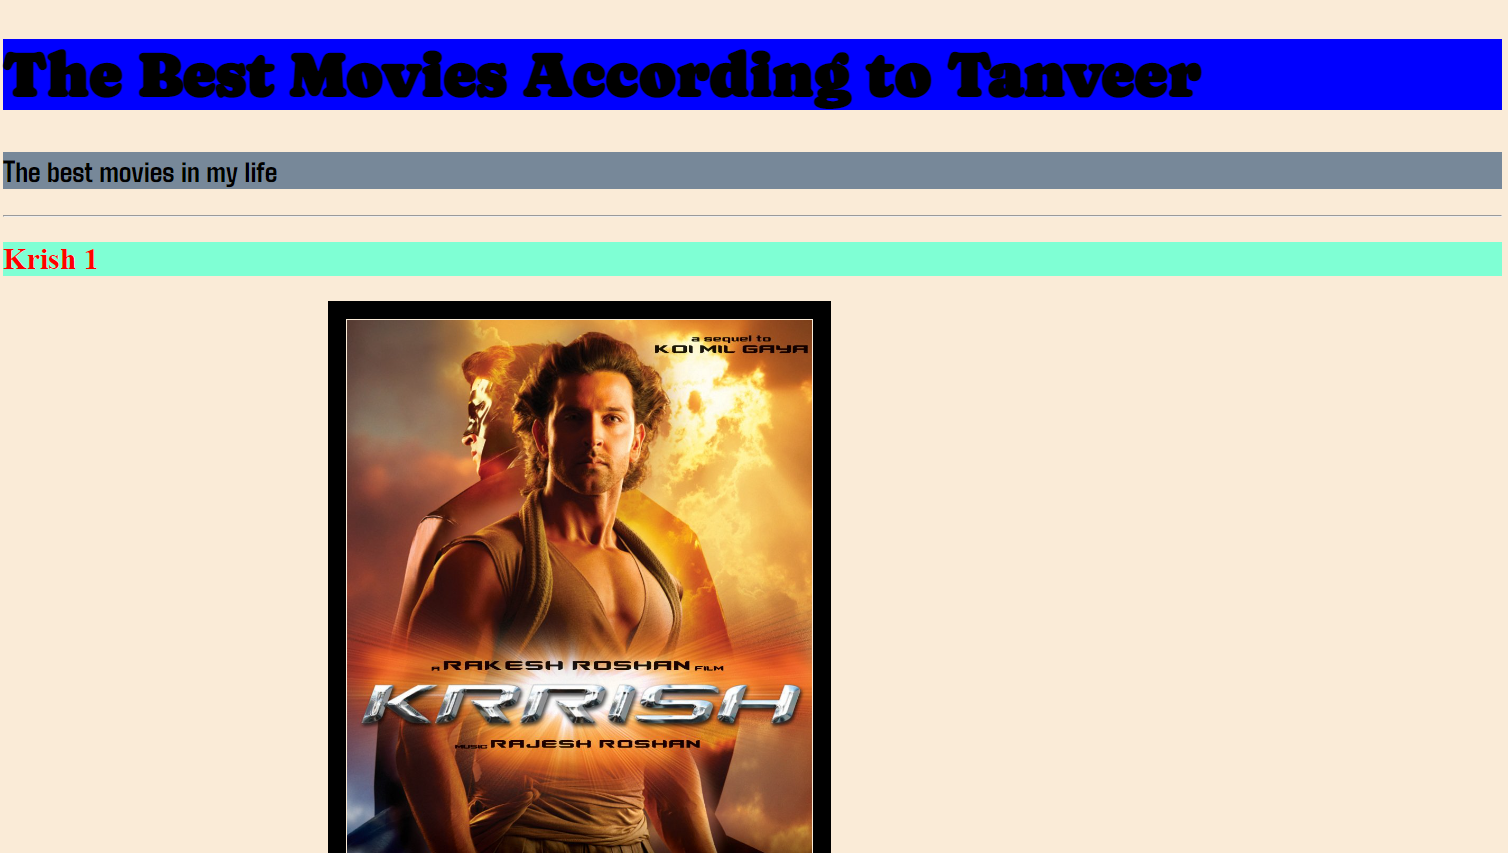 The Best Movies According to Tanveer
The best movies in my life
Krish 1
a sequel to
KOI MIL GAYA
A RAKESH ROSHAN FILM
KRRISH
MUSIC RAJESH ROSHAN